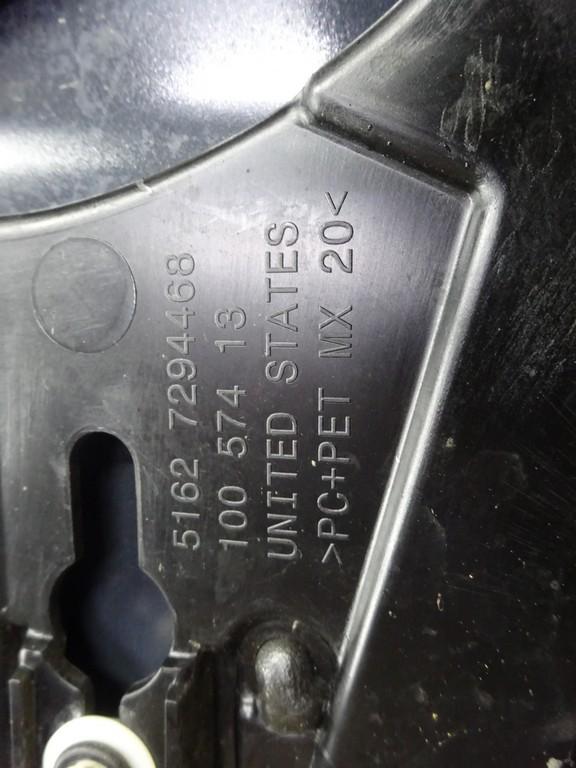 5162 7294468
100 574 13
UNITED STATES
>PC+PET MX 20<